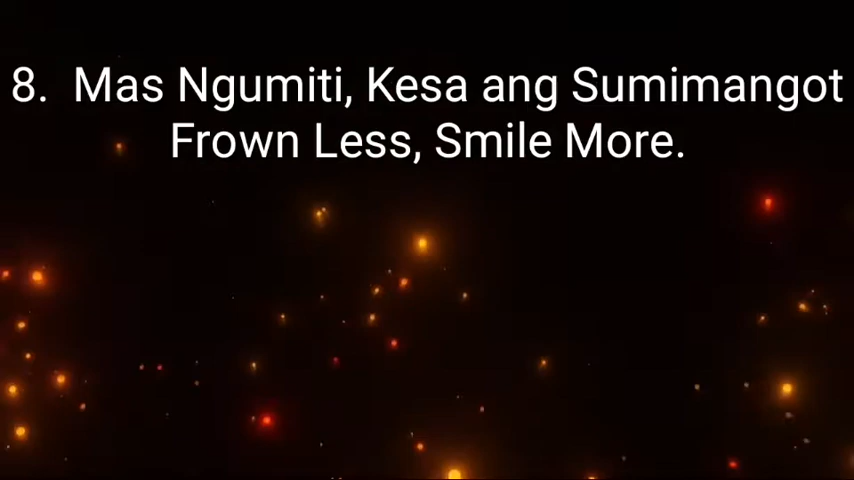 8. Mas Ngumiti, Kesa ang Sumimangot
Frown Less, Smile More.